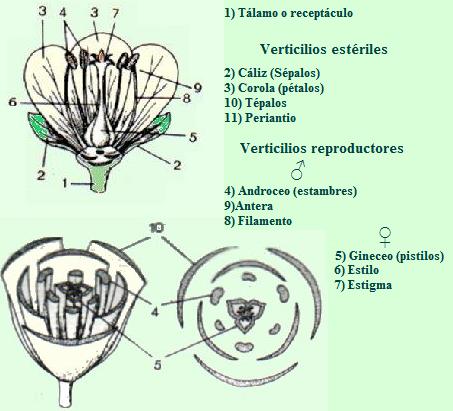 3 4 3 7
9
8
6
5
2 2
1
10
4
5
1) Tálamo o receptáculo
Verticilios estériles
2) Cáliz (Sépalos)
3) Corola (pétalos)
10) Tépalos
11) Periantio
Verticilios reproductores
♂
4) Androceo (estambres)
9)Antera
8) Filamento
♀
5) Gineceo (pistilos)
6) Estilo
7) Estigma